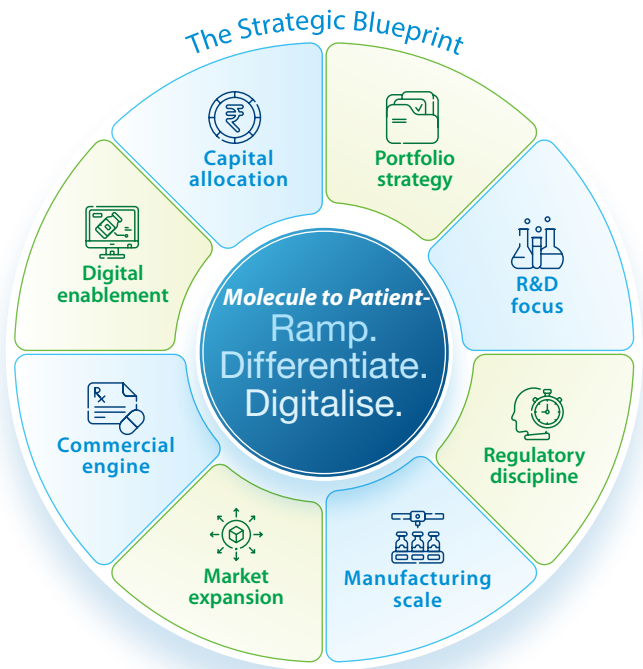 The Strategic Blueprint
Capital
allocation
Portfolio
strategy
R&D
focus
Regulatory
discipline
Manufacturing
scale
Market
expansion
Commercial
engine
Digital
enablement
Molecule to Patient-
Ramp.
Differentiate.
Digitalise.
₹
Rx